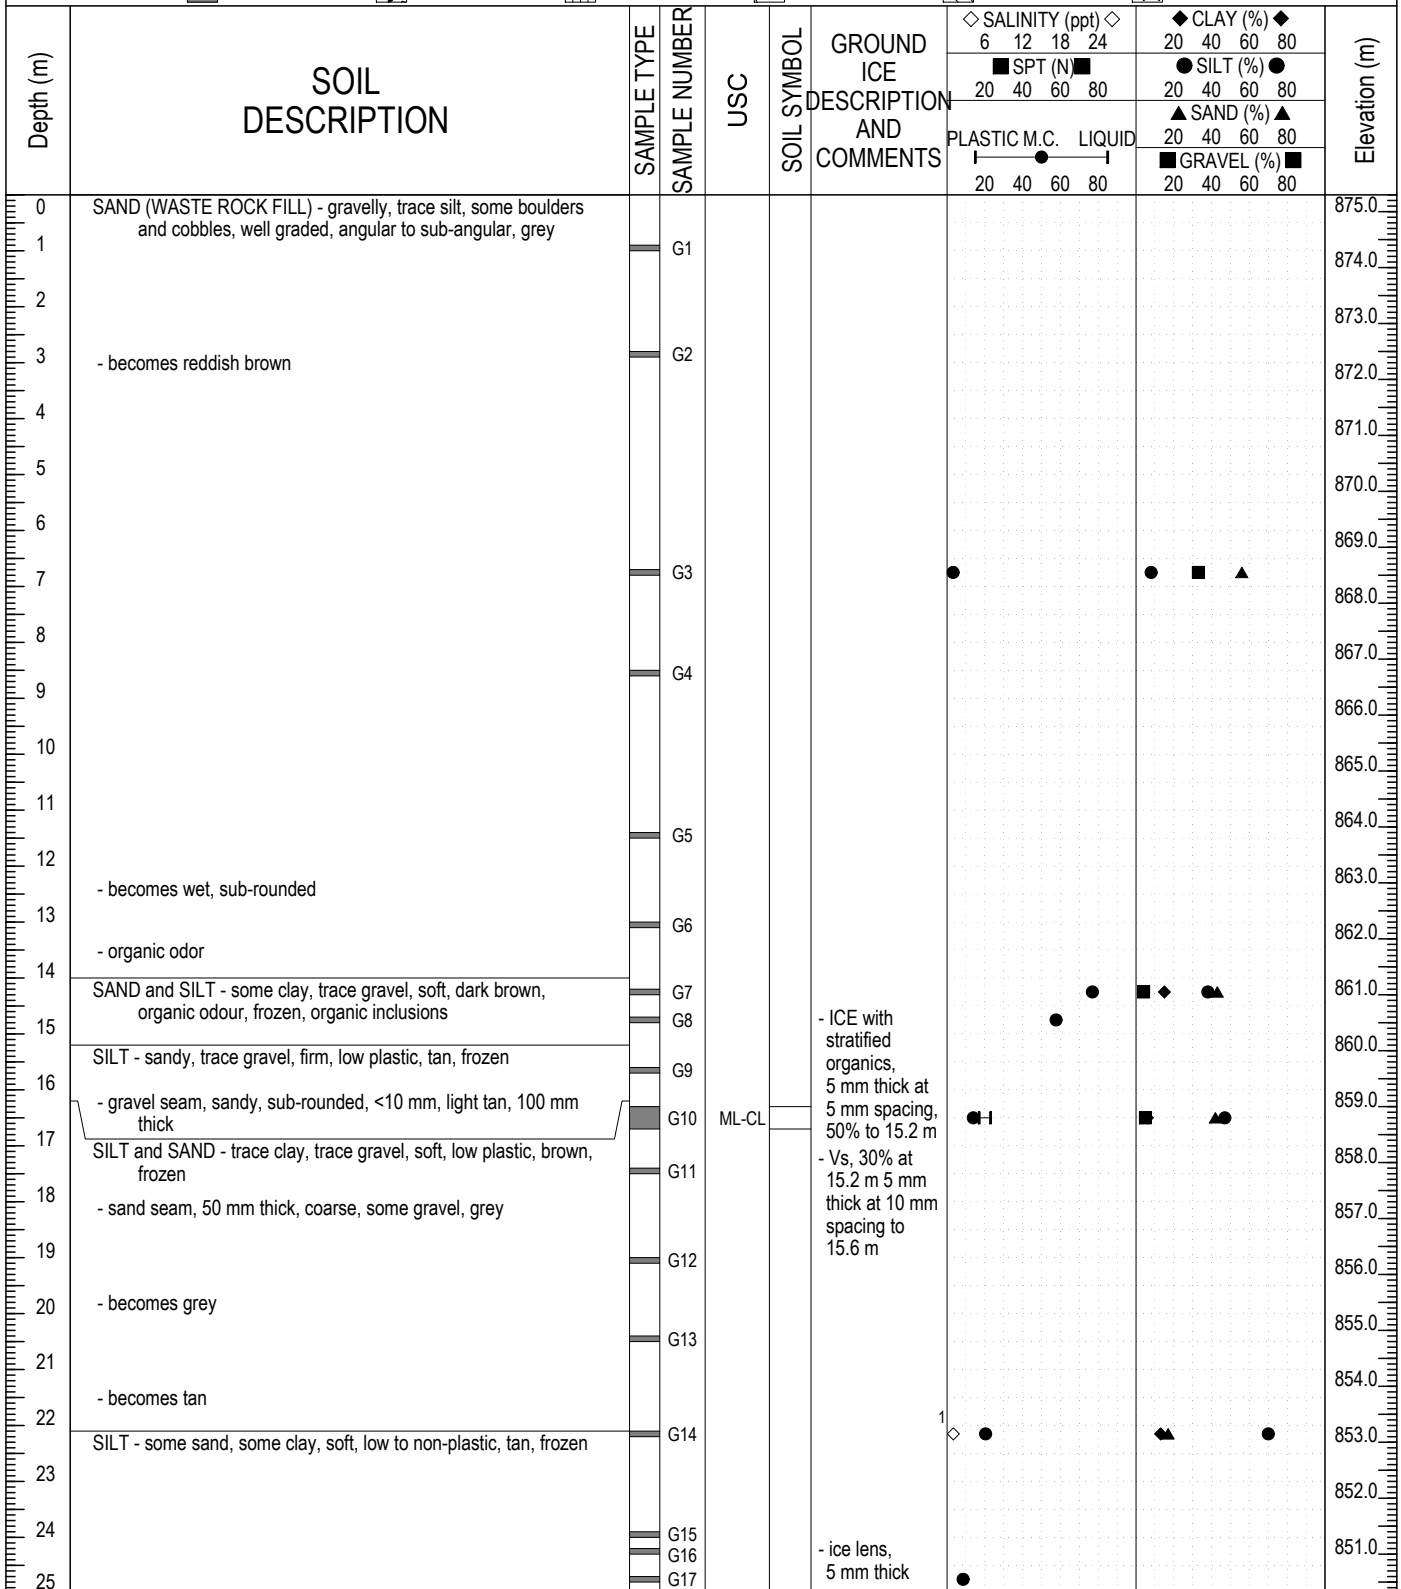 Depth (m)
SOIL
DESCRIPTION
SAMPLE TYPE
SAMPLE NUMBER
USC
SOIL SYMBOL
GROUND
ICE
DESCRIPTION
AND
COMMENTS
◇ SALINITY (ppt) ◇
6 12 18 24
■ SPT (N) ■
20 40 60 80
PLASTIC M.C. LIQUID
20 40 60 80
◆ CLAY (%) ◆
20 40 60 80
● SILT (%) ●
20 40 60 80
▲ SAND (%) ▲
20 40 60 80
■ GRAVEL (%) ■
20 40 60 80
Elevation (m)
0
SAND (WASTE ROCK FILL) - gravelly, trace silt, some boulders
and cobbles, well graded, angular to sub-angular, grey
875.0
1
G1
874.0
2
873.0
3
- becomes reddish brown
G2
872.0
4
871.0
5
870.0
6
869.0
7
G3
868.0
8
867.0
G4
9
866.0
10
865.0
11
864.0
G5
12
863.0
- becomes wet, sub-rounded
13
G6
862.0
- organic odor
14
SAND and SILT - some clay, trace gravel, soft, dark brown,
organic odour, frozen, organic inclusions
G7
861.0
15
G8
860.0
SILT - sandy, trace gravel, firm, low plastic, tan, frozen
G9
16
- gravel seam, sandy, sub-rounded, <10 mm, light tan, 100 mm
thick
G10
ML-CL
859.0
- ICE with
stratified
organics,
5 mm thick at
5 mm spacing,
50% to 15.2 m
- Vs, 30% at
15.2 m 5 mm
thick at 10 mm
spacing to
15.6 m
17
SILT and SAND - trace clay, trace gravel, soft, low plastic, brown,
frozen
G11
858.0
18
- sand seam, 50 mm thick, coarse, some gravel, grey
857.0
19
G12
856.0
20
- becomes grey
G13
855.0
21
854.0
- becomes tan
22
1
SILT - some sand, some clay, soft, low to non-plastic, tan, frozen
G14
853.0
23
852.0
24
G15
G16
- ice lens,
5 mm thick
851.0
25
G17